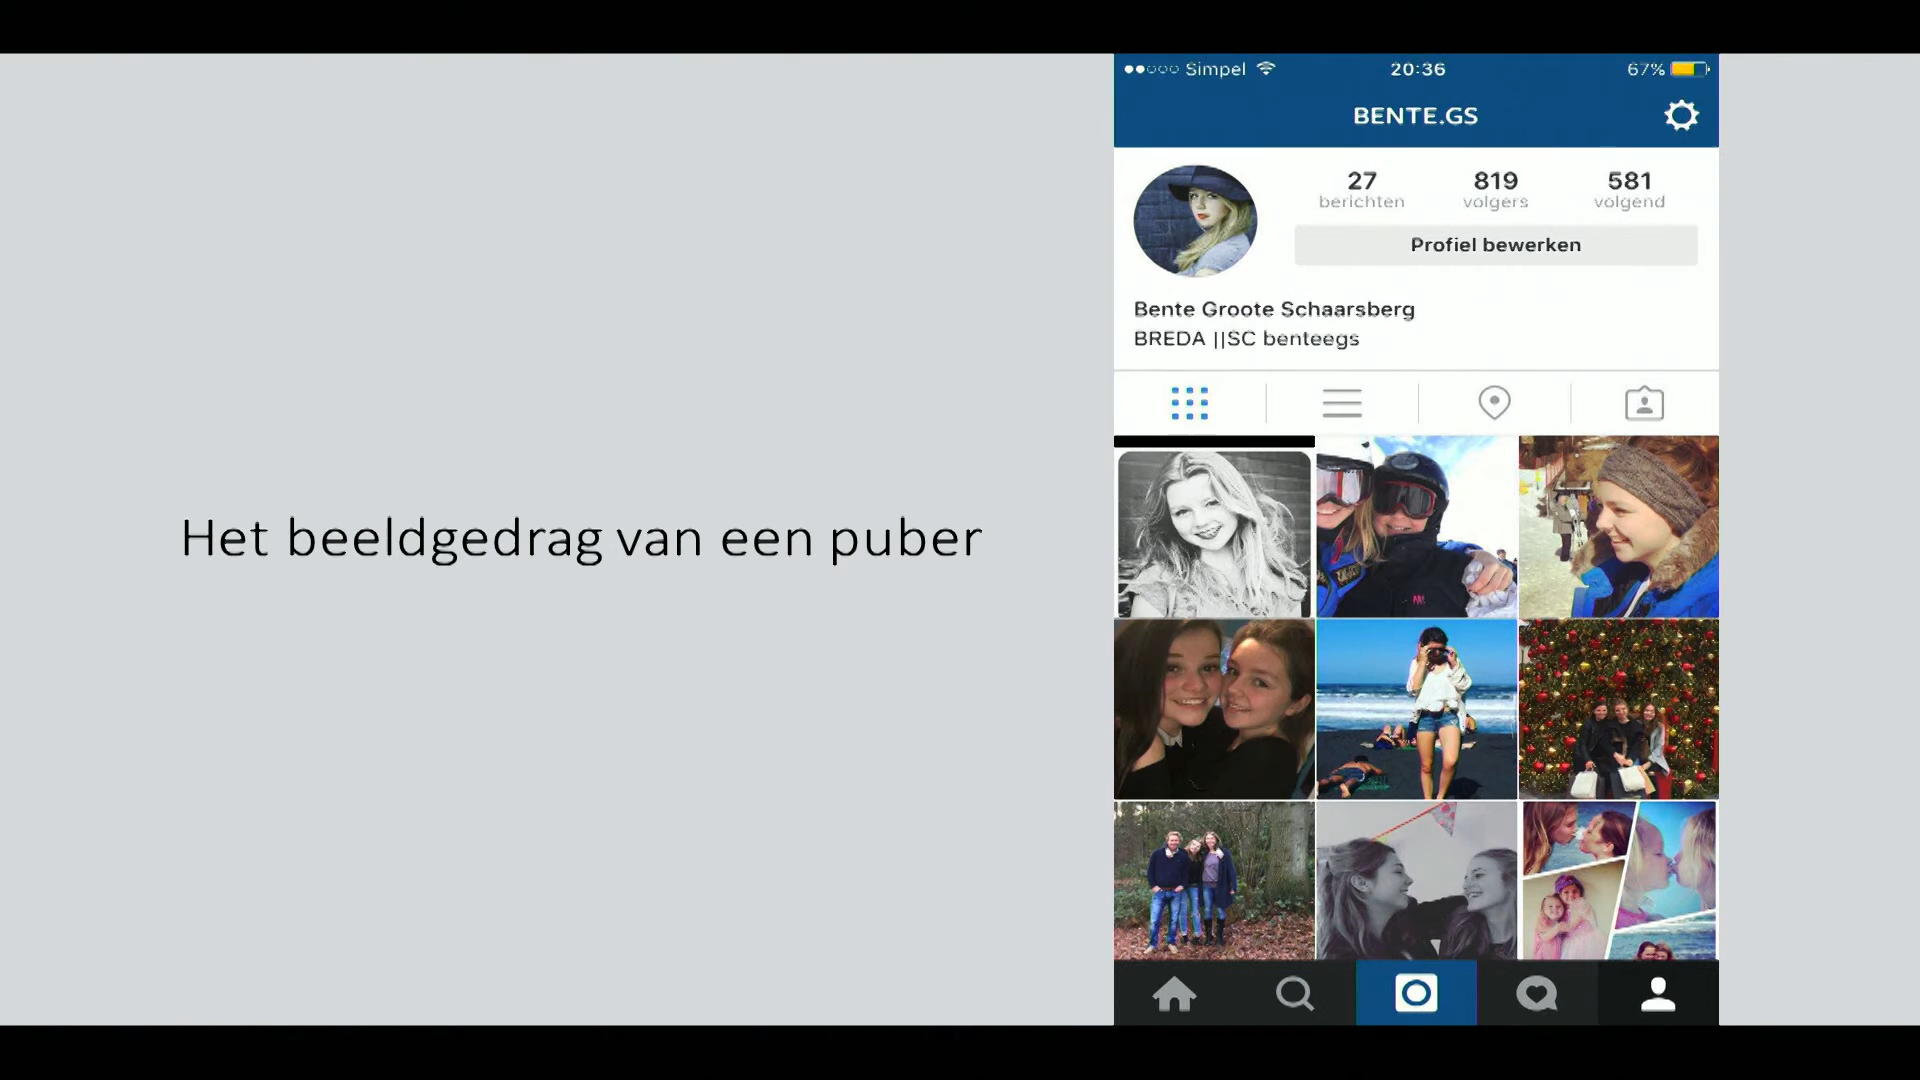 Het beeldgedrag van een puber
Simpel 20:36 67%
BENTE.GS
27 819 581
berichten volgers volgend
Profiel bewerken
Bente Groote Schaarsberg
BREDA ||SC benteegs